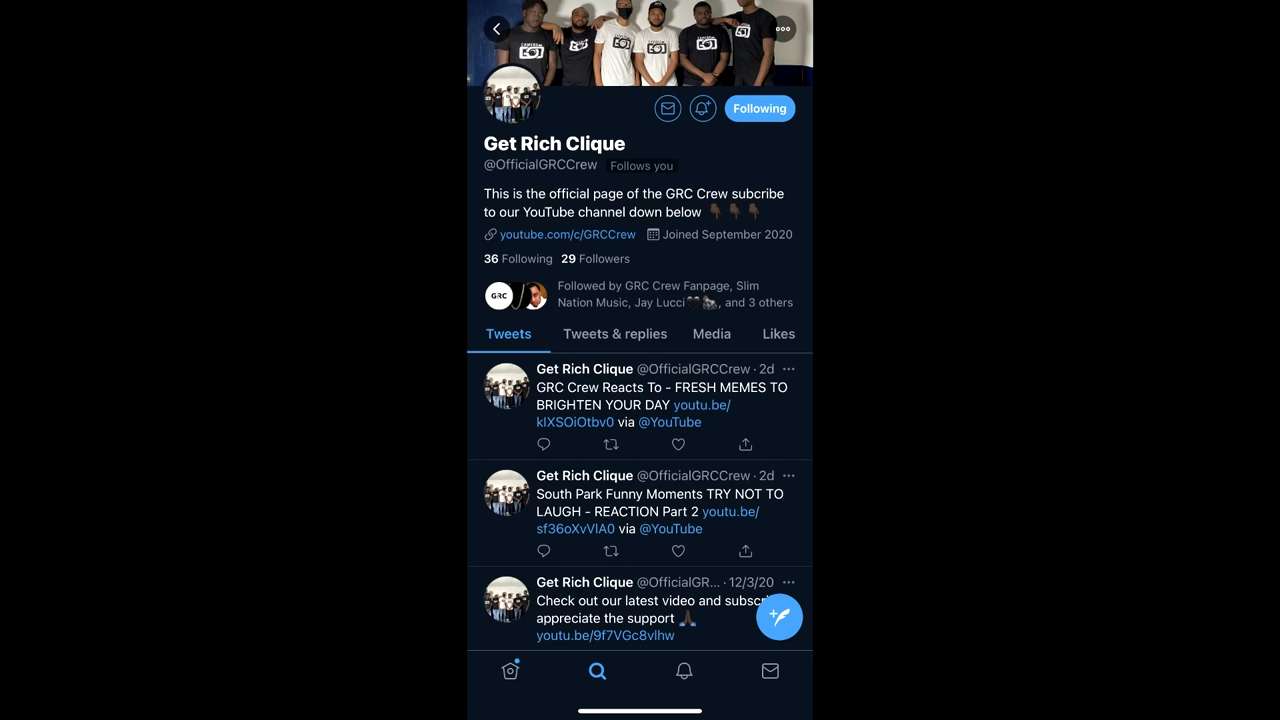 Following
Get Rich Clique
@OfficialGRCCrew Follows you
This is the official page of the GRC Crew subcribe
to our YouTube channel down below 👇🏿👇🏿👇🏿
youtube.com/c/GRCCrew Joined September 2020
36 Following 29 Followers
GRC
Followed by GRC Crew Fanpage, Slim
Nation Music, Jay Lucci🖤🦍, and 3 others
Tweets Tweets & replies Media Likes
Get Rich Clique @OfficialGRCCrew · 2d
GRC Crew Reacts To - FRESH MEMES TO
BRIGHTEN YOUR DAY youtu.be/
kIXSOiOtbv0 via @YouTube
Get Rich Clique @OfficialGRCCrew · 2d
South Park Funny Moments TRY NOT TO
LAUGH - REACTION Part 2 youtu.be/
sf36oXvVIA0 via @YouTube
Get Rich Clique @OfficialGR... · 12/3/20
Check out our latest video and subscri
appreciate the support 🙏🏿
youtu.be/9f7VGc8vlhw